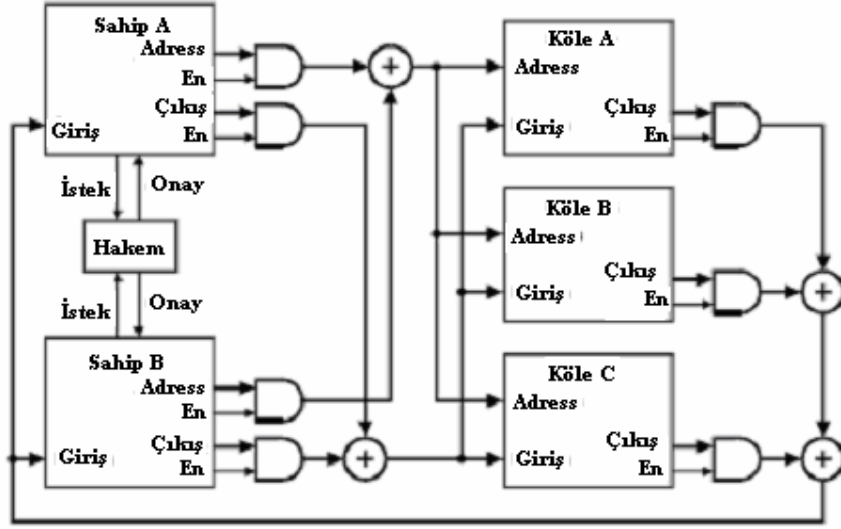 Sahip A
Adress
En
Çıkış
En
Giriş
İstek
Onay
Hakem
İstek
Onay
Sahip B
Adress
En
Çıkış
En
Giriş
+
+
Köle A
Adress
Çıkış
Giriş
En
Köle B
Adress
Çıkış
Giriş
En
+
Köle C
Adress
Çıkış
Giriş
En
+